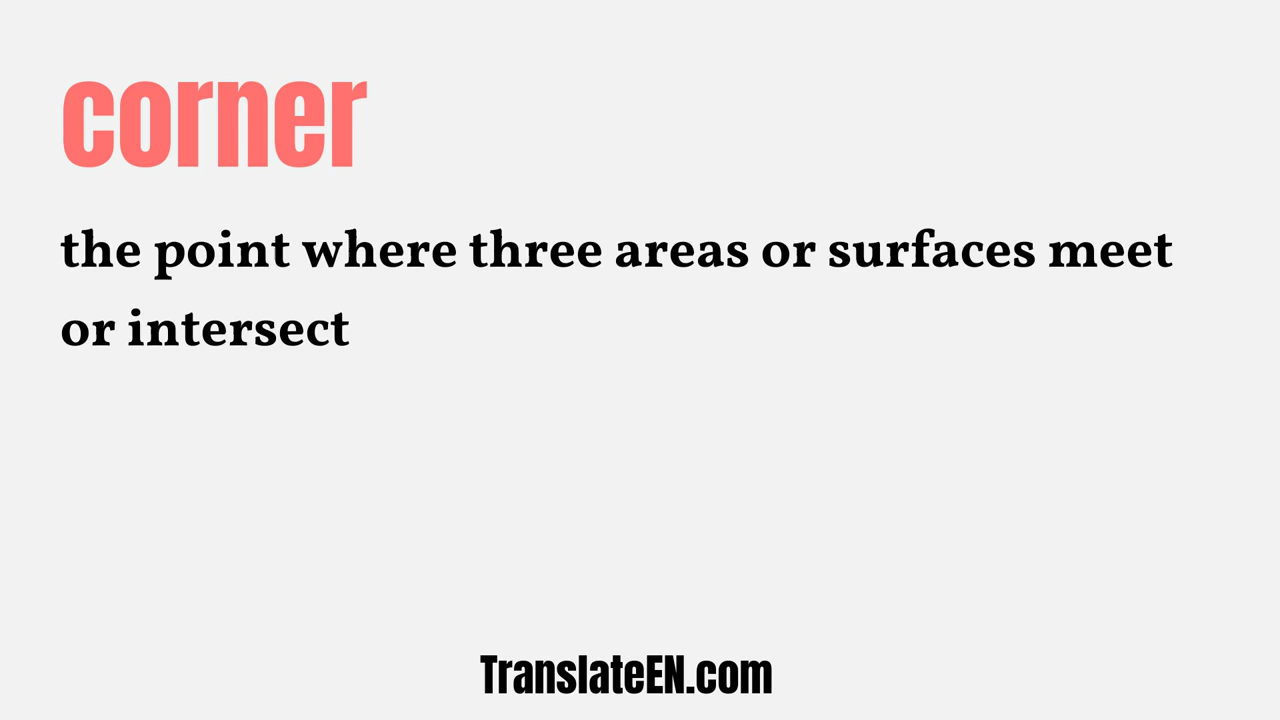 corner
the point where three areas or surfaces meet
or intersect
TranslateEN.com